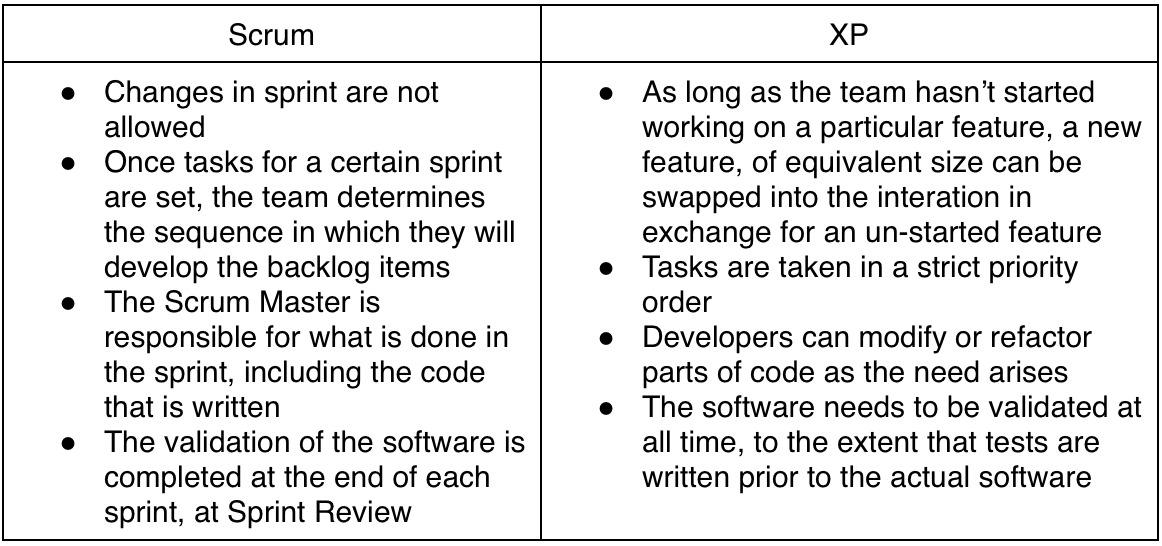 Scrum
XP
● Changes in sprint are not
allowed
● Once tasks for a certain sprint
are set, the team determines
the sequence in which they will
develop the backlog items
● The Scrum Master is
responsible for what is done in
the sprint, including the code
that is written
● The validation of the software is
completed at the end of each
sprint, at Sprint Review
● As long as the team hasn’t started
working on a particular feature, a new
feature, of equivalent size can be
swapped into the interation in
exchange for an un-started feature
● Tasks are taken in a strict priority
order
● Developers can modify or refactor
parts of code as the need arises
● The software needs to be validated at
all time, to the extent that tests are
written prior to the actual software